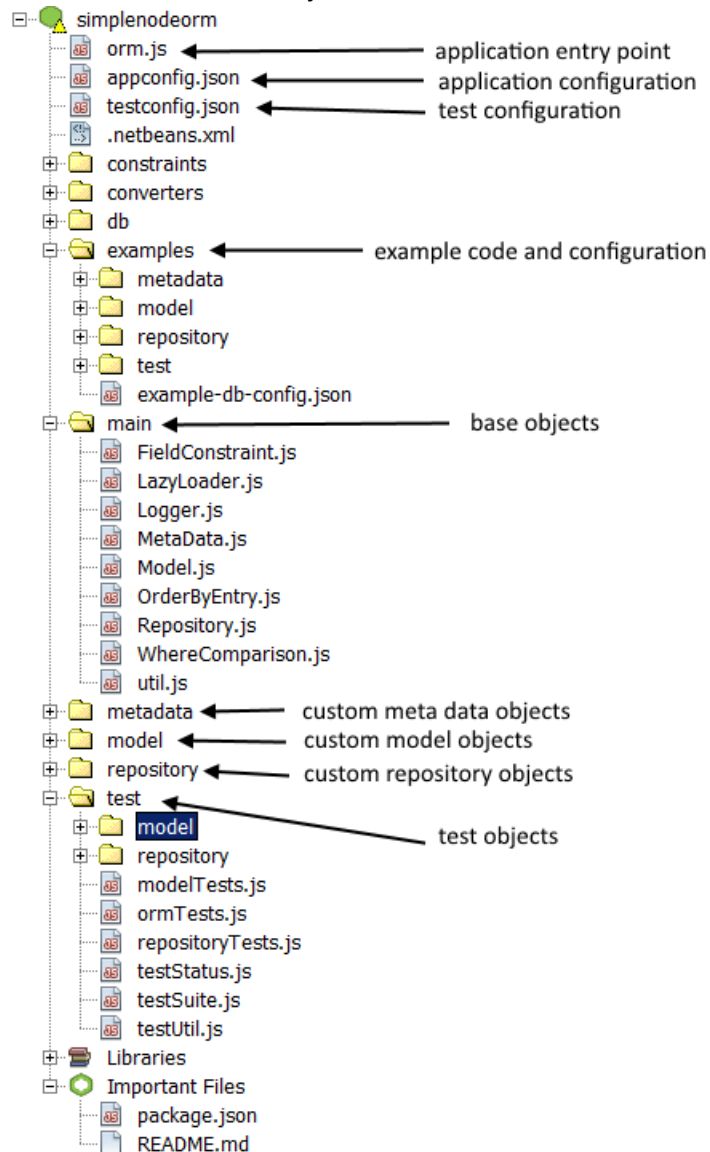 simplenodeorm
orm.js application entry point
appconfig.json application configuration
testconfig.json test configuration
.netbeans.xml
constraints
converters
db
examples example code and configuration
metadata
model
repository
test
example-db-config.json
main base objects
FieldConstraint.js
LazyLoader.js
Logger.js
MetaData.js
Model.js
OrderByEntry.js
Repository.js
WhereComparison.js
util.js
metadata custom meta data objects
model custom model objects
repository custom repository objects
test
model test objects
repository
modelTests.js
ormTests.js
repositoryTests.js
testStatus.js
testSuite.js
testUtil.js
Libraries
Important Files
package.json
README.md